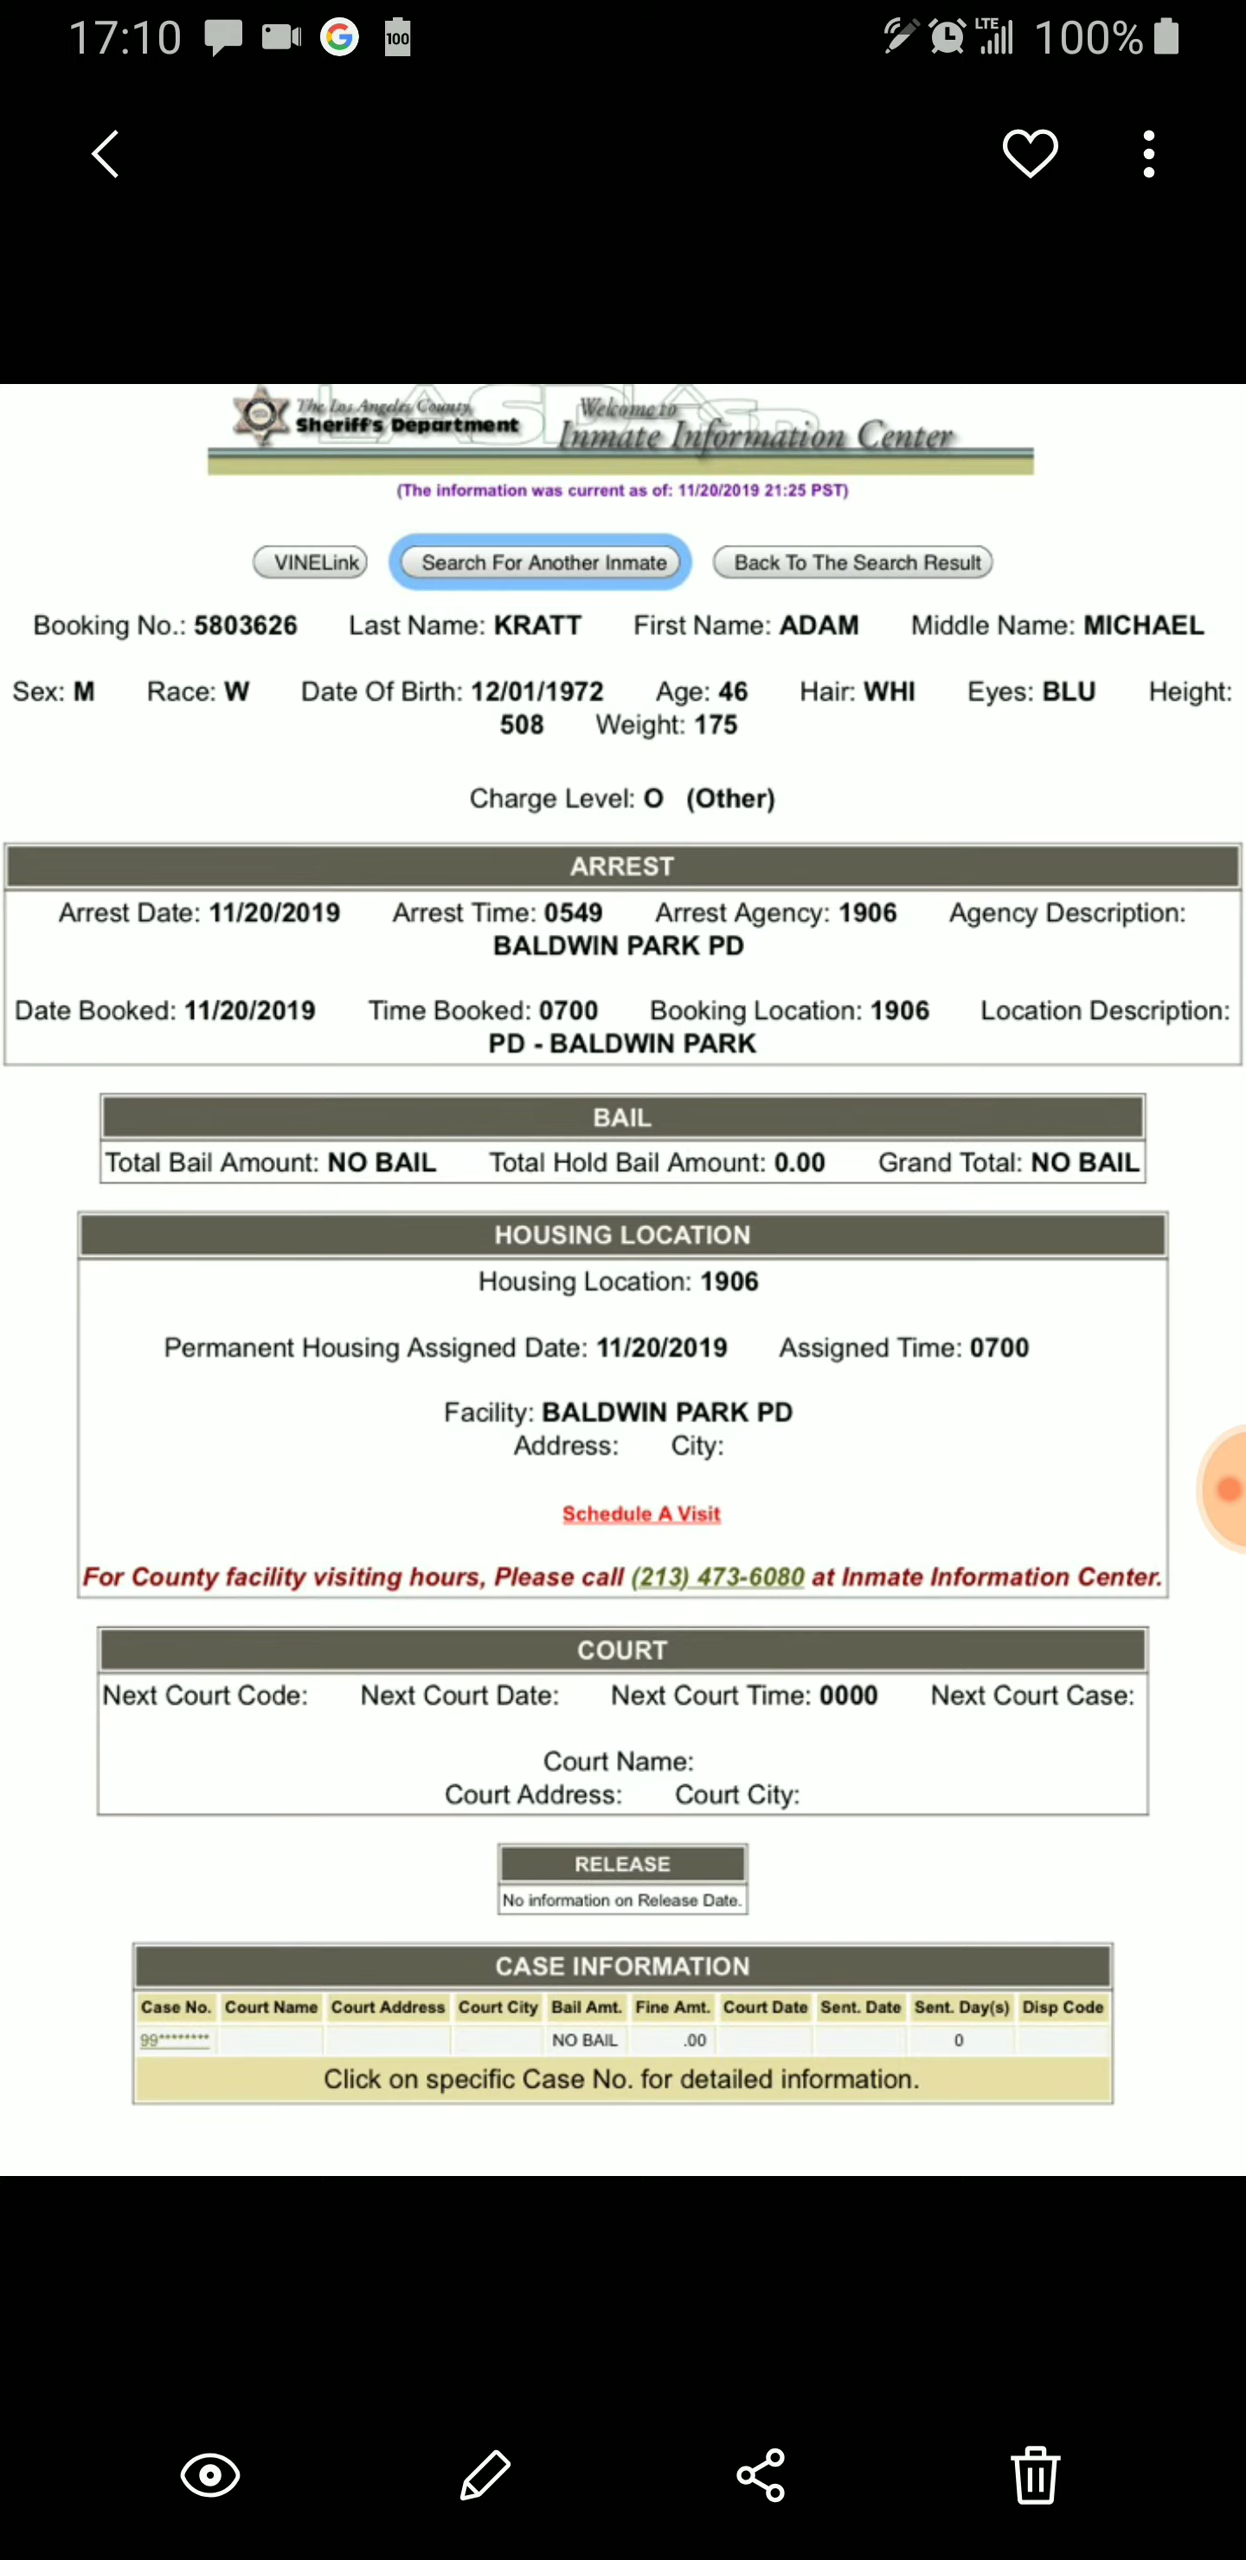 17:10 100 LTE 100%
The Los Angeles County Welcome to
Sheriff's Department Inmate Information Center
(The information was current as of: 11/20/2019 21:25 PST)
VINELink Search For Another Inmate Back To The Search Result
Booking No.: 5803626 Last Name: KRATT First Name: ADAM Middle Name: MICHAEL
Sex: M Race: W Date Of Birth: 12/01/1972 Age: 46 Hair: WHI Eyes: BLU Height:
508 Weight: 175
Charge Level: O (Other)
ARREST
Arrest Date: 11/20/2019 Arrest Time: 0549 Arrest Agency: 1906 Agency Description:
BALDWIN PARK PD
Date Booked: 11/20/2019 Time Booked: 0700 Booking Location: 1906 Location Description:
PD - BALDWIN PARK
BAIL
Total Bail Amount: NO BAIL Total Hold Bail Amount: 0.00 Grand Total: NO BAIL
HOUSING LOCATION
Housing Location: 1906
Permanent Housing Assigned Date: 11/20/2019 Assigned Time: 0700
Facility: BALDWIN PARK PD
Address: City:
Schedule A Visit
For County facility visiting hours, Please call (213) 473-6080 at Inmate Information Center.
COURT
Next Court Code: Next Court Date: Next Court Time: 0000 Next Court Case:
Court Name:
Court Address: Court City:
RELEASE
No information on Release Date.
CASE INFORMATION
Case No. Court Name Court Address Court City Bail Amt. Fine Amt. Court Date Sent. Date Sent. Day(s) Disp Code
99******** NO BAIL .00 0
Click on specific Case No. for detailed information.